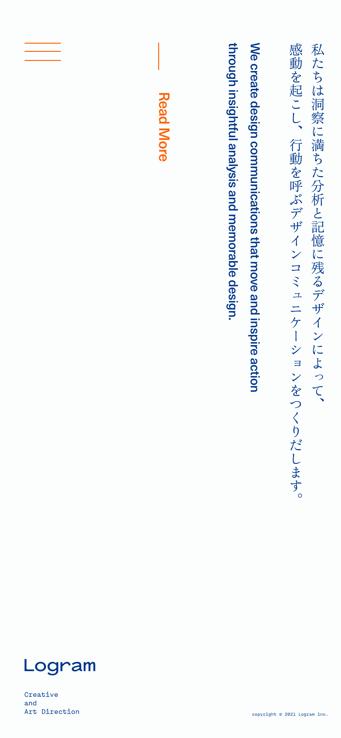 私たちは洞察に満ちた分析と記憶に残るデザインによって、
感動を起こし、行動を呼ぶデザインコミュニケーションをつくりだします。
We create design communications that move and inspire action
through insightful analysis and memorable design.
Read More
Logram
Creative
and
Art Direction
copyright © 2021 Logram Inc.